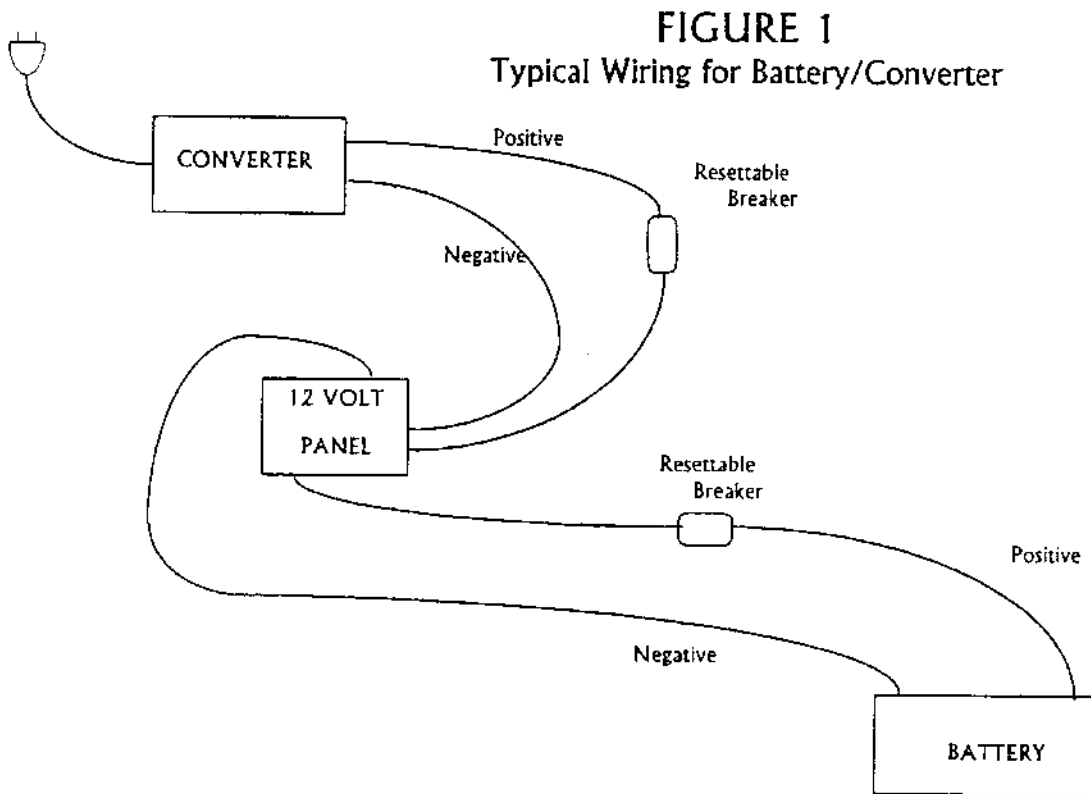 FIGURE 1
Typical Wiring for Battery/Converter
CONVERTER
Positive
Resettable
Breaker
Negative
12 VOLT
PANEL
Resettable
Breaker
Positive
Negative
BATTERY